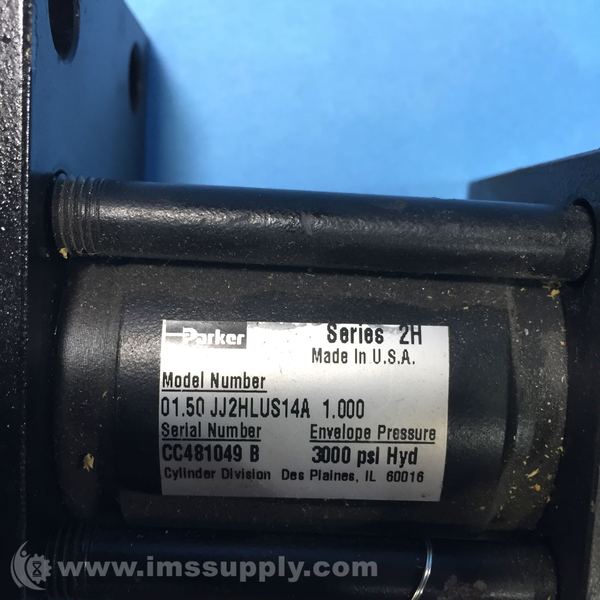 Parker
Series 2H
Made In U.S.A.
Model Number
01.50 JJ2HLUS14A 1.000
Serial Number Envelope Pressure
CC481049 B 3000 psI Hyd
Cylinder Division Des Plaines, IL 60016
www.imssupply.com